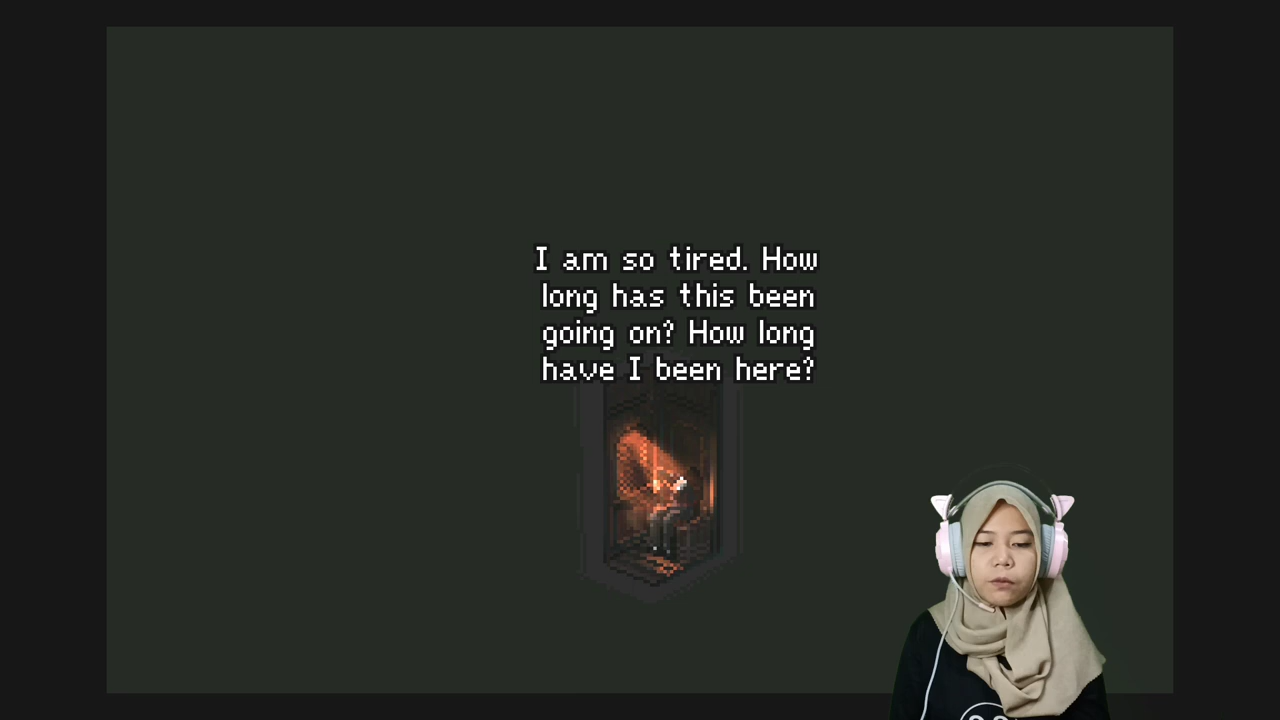 I am so tired. How
long has this been
going on? How long
have I been here?